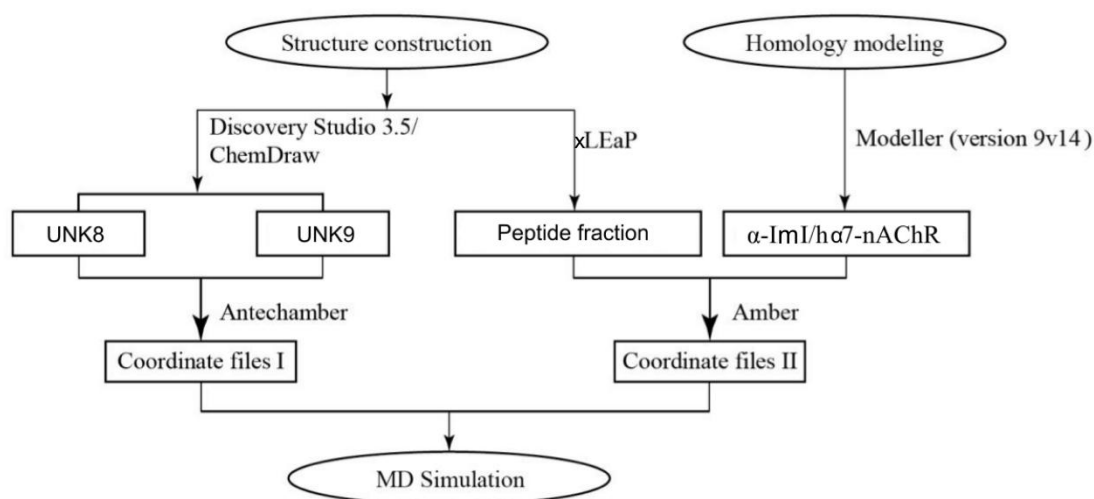 Structure construction
Homology modeling
Discovery Studio 3.5/
ChemDraw
xLEaP
Modeller (version 9v14)
UNK8
UNK9
Peptide fraction
α-ImI/hα7-nAChR
Antechamber
Amber
Coordinate files I
Coordinate files II
MD Simulation